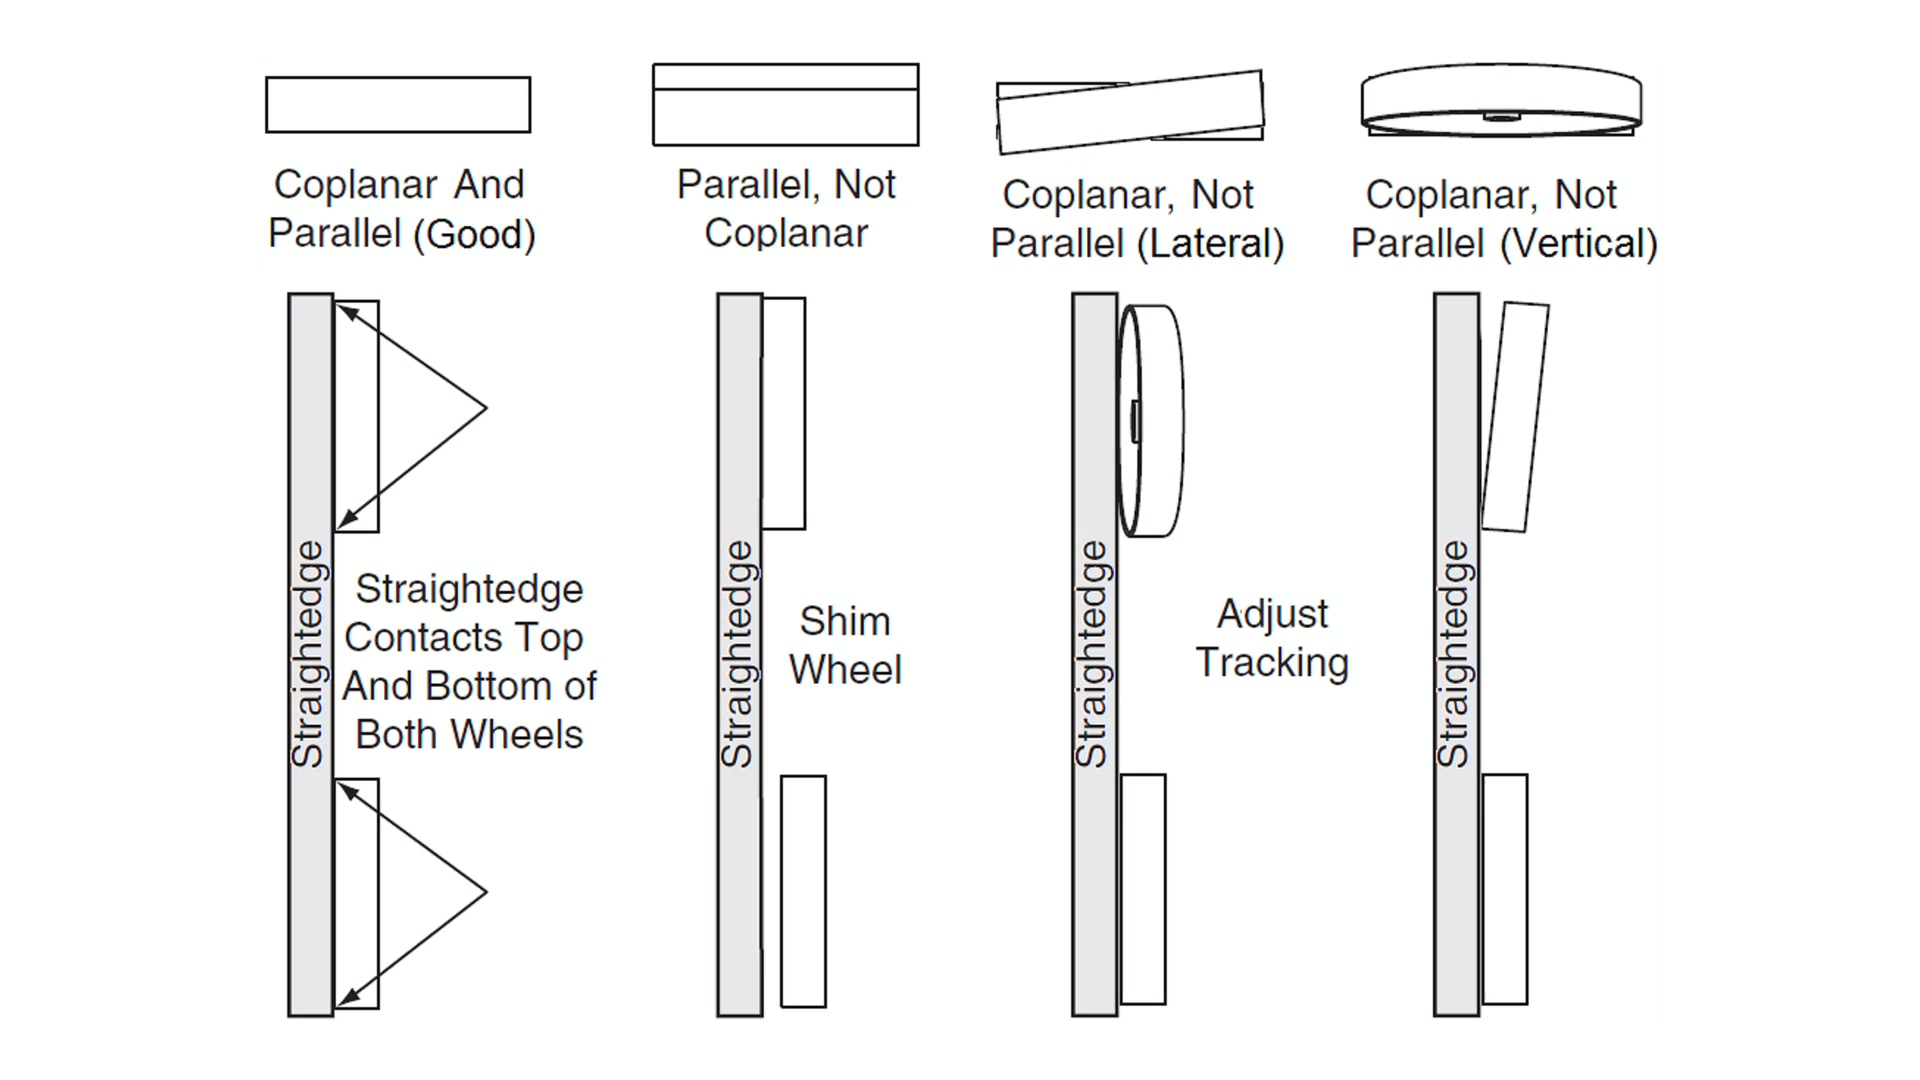 Coplanar And
Parallel (Good)
Parallel, Not
Coplanar
Coplanar, Not
Parallel (Lateral)
Coplanar, Not
Parallel (Vertical)
Straightedge
Straightedge
Contacts Top
And Bottom of
Both Wheels
Straightedge
Shim
Wheel
Straightedge
Adjust
Tracking
Straightedge